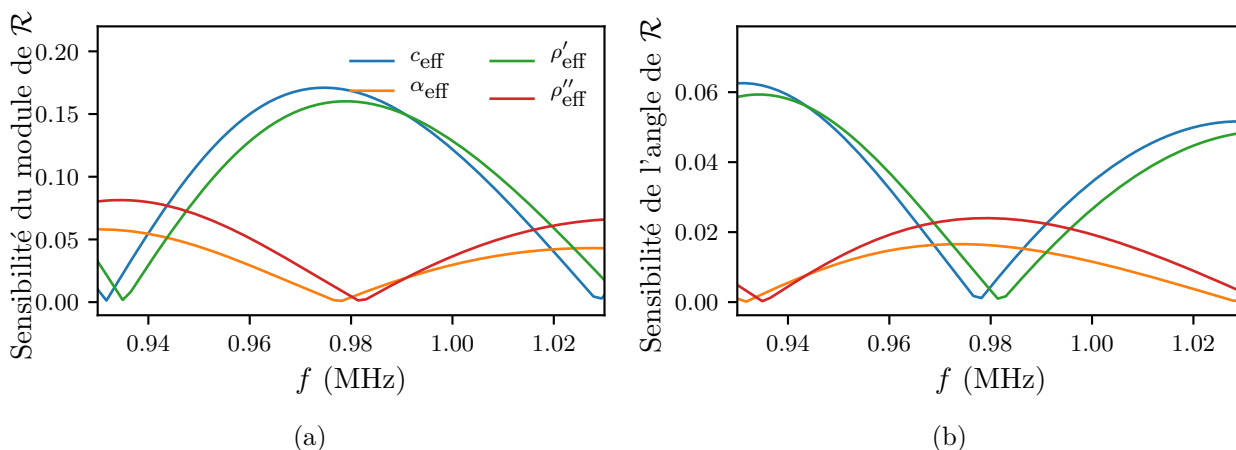 Sensibilité du module de ℛ
0.20
0.15
0.10
0.05
0.00
c_eff
α_eff
ρ′_eff
ρ″_eff
0.94 0.96 0.98 1.00 1.02
f (MHz)
(a)
Sensibilité de l'angle de ℛ
0.06
0.04
0.02
0.00
0.94 0.96 0.98 1.00 1.02
f (MHz)
(b)